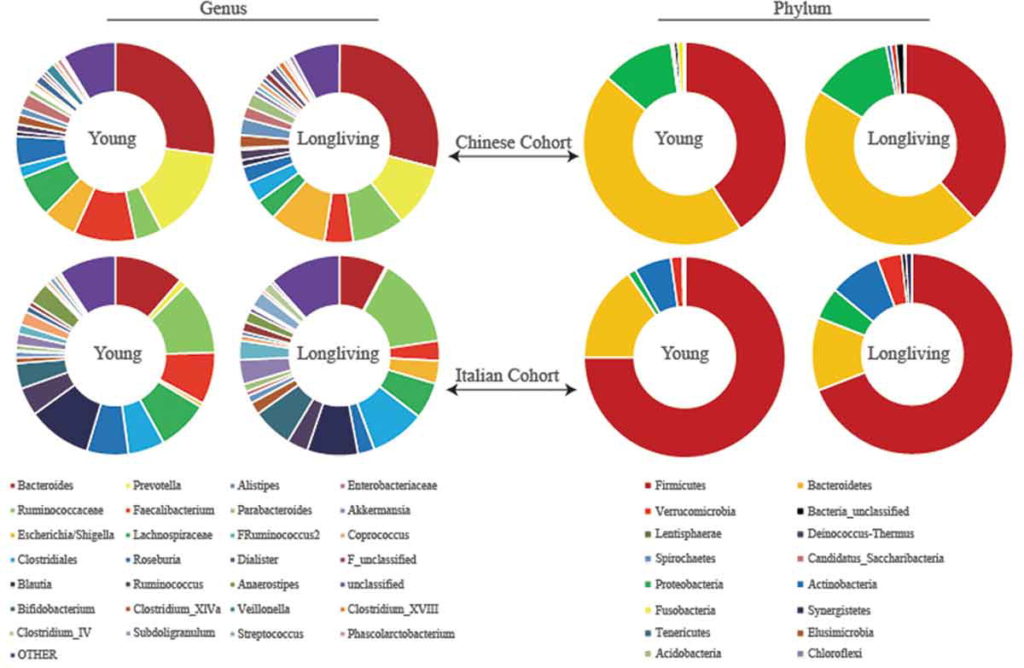 Genus
Phylum
Young
Longliving
Chinese Cohort
Young
Longliving
Young
Longliving
Italian Cohort
Young
Longliving
Bacteroides Prevotella Alistipes Enterobacteriaceae
Ruminoccaceae Faecalibacterium Parabacteroides Akkermansia
Escherichia/Shigella Lachnospiraceae FRuminococcus2 Coprococcus
Clostridiales Roseburia Dialister F_unclassified
Blautia Ruminococcus Anaerostipes unclassified
Bifidobacterium Clostridium_XIVa Veillonella Clostridium_XVIII
Clostridium_IV Subdoligranulum Streptococcus Phascolarctobacterium
OTHER
Firmicutes Bacteroidetes
Verrucomicrobia Bacteria_unclassified
Lentisphaerae Deinococcus-Thermus
Spirochaetes Candidatus_Saccharibacteria
Proteobacteria Actinobacteria
Fusobacteria Synergistetes
Tenericutes Elusimicrobia
Acidobacteria Chloroflexi